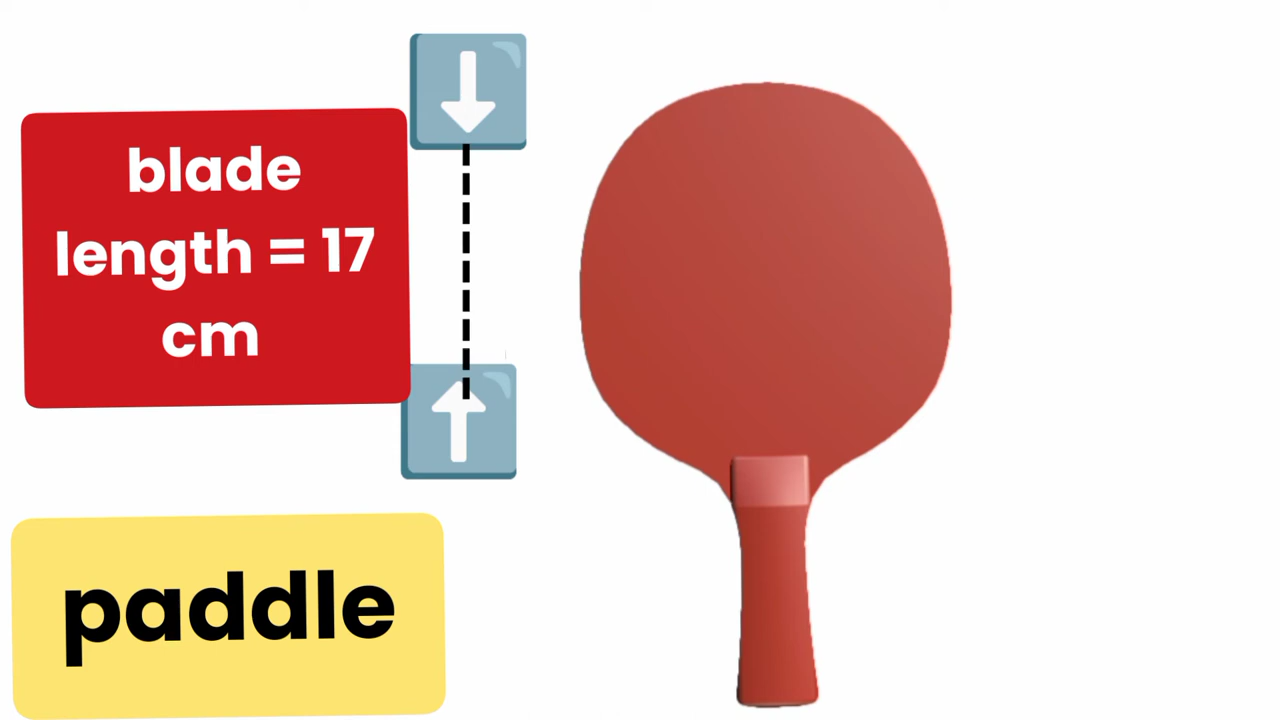 blade
length = 17
cm
paddle